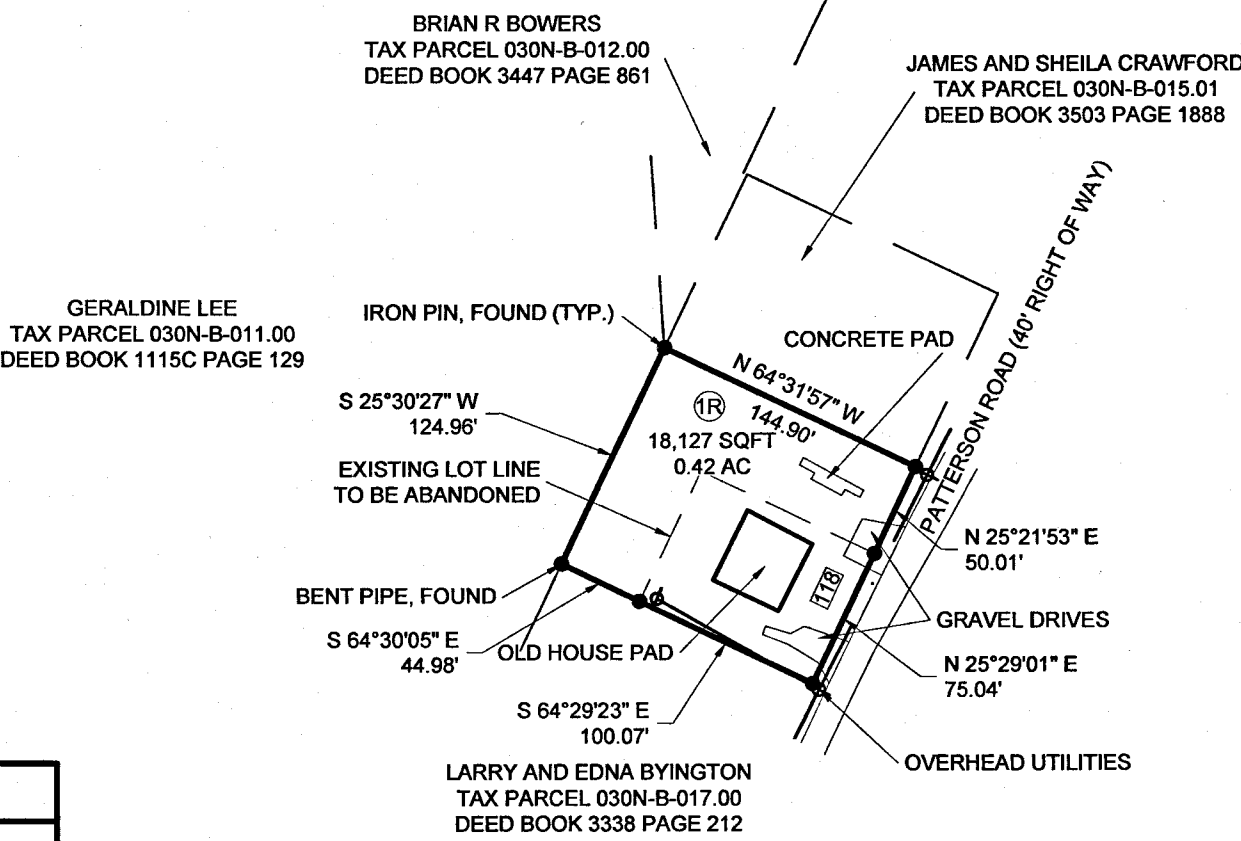 BRIAN R BOWERS
TAX PARCEL 030N-B-012.00
DEED BOOK 3447 PAGE 861
JAMES AND SHEILA CRAWFORD
TAX PARCEL 030N-B-015.01
DEED BOOK 3503 PAGE 1888
PATTERSON ROAD (40' RIGHT OF WAY)
GERALDINE LEE
TAX PARCEL 030N-B-011.00
DEED BOOK 1115C PAGE 129
IRON PIN, FOUND (TYP.)
CONCRETE PAD
N 64°31'57" W
144.90'
S 25°30'27" W
124.96'
1R
18,127 SQFT
0.42 AC
EXISTING LOT LINE
TO BE ABANDONED
N 25°21'53" E
50.01'
118
BENT PIPE, FOUND
GRAVEL DRIVES
S 64°30'05" E
44.98'
OLD HOUSE PAD
N 25°29'01" E
75.04'
S 64°29'23" E
100.07'
OVERHEAD UTILITIES
LARRY AND EDNA BYINGTON
TAX PARCEL 030N-B-017.00
DEED BOOK 3338 PAGE 212